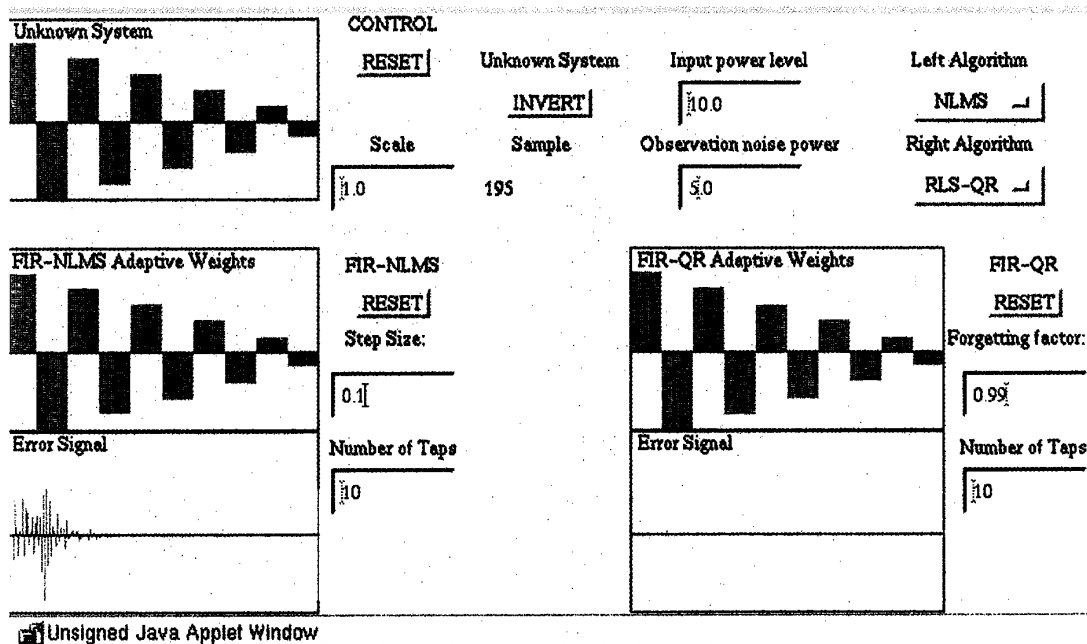 Unknown System
CONTROL
RESET
Unknown System
INVERT
Input power level
10.0
Left Algorithm
NLMS
Scale
1.0
Sample
195
Observation noise power
5.0
Right Algorithm
RLS-QR
FIR-NLMS Adaptive Weights
FIR-NLMS
RESET
Step Size:
0.1
Error Signal
Number of Taps
10
FIR-QR Adaptive Weights
FIR-QR
RESET
Forgetting factor:
0.99
Error Signal
Number of Taps
10
Unsigned Java Applet Window